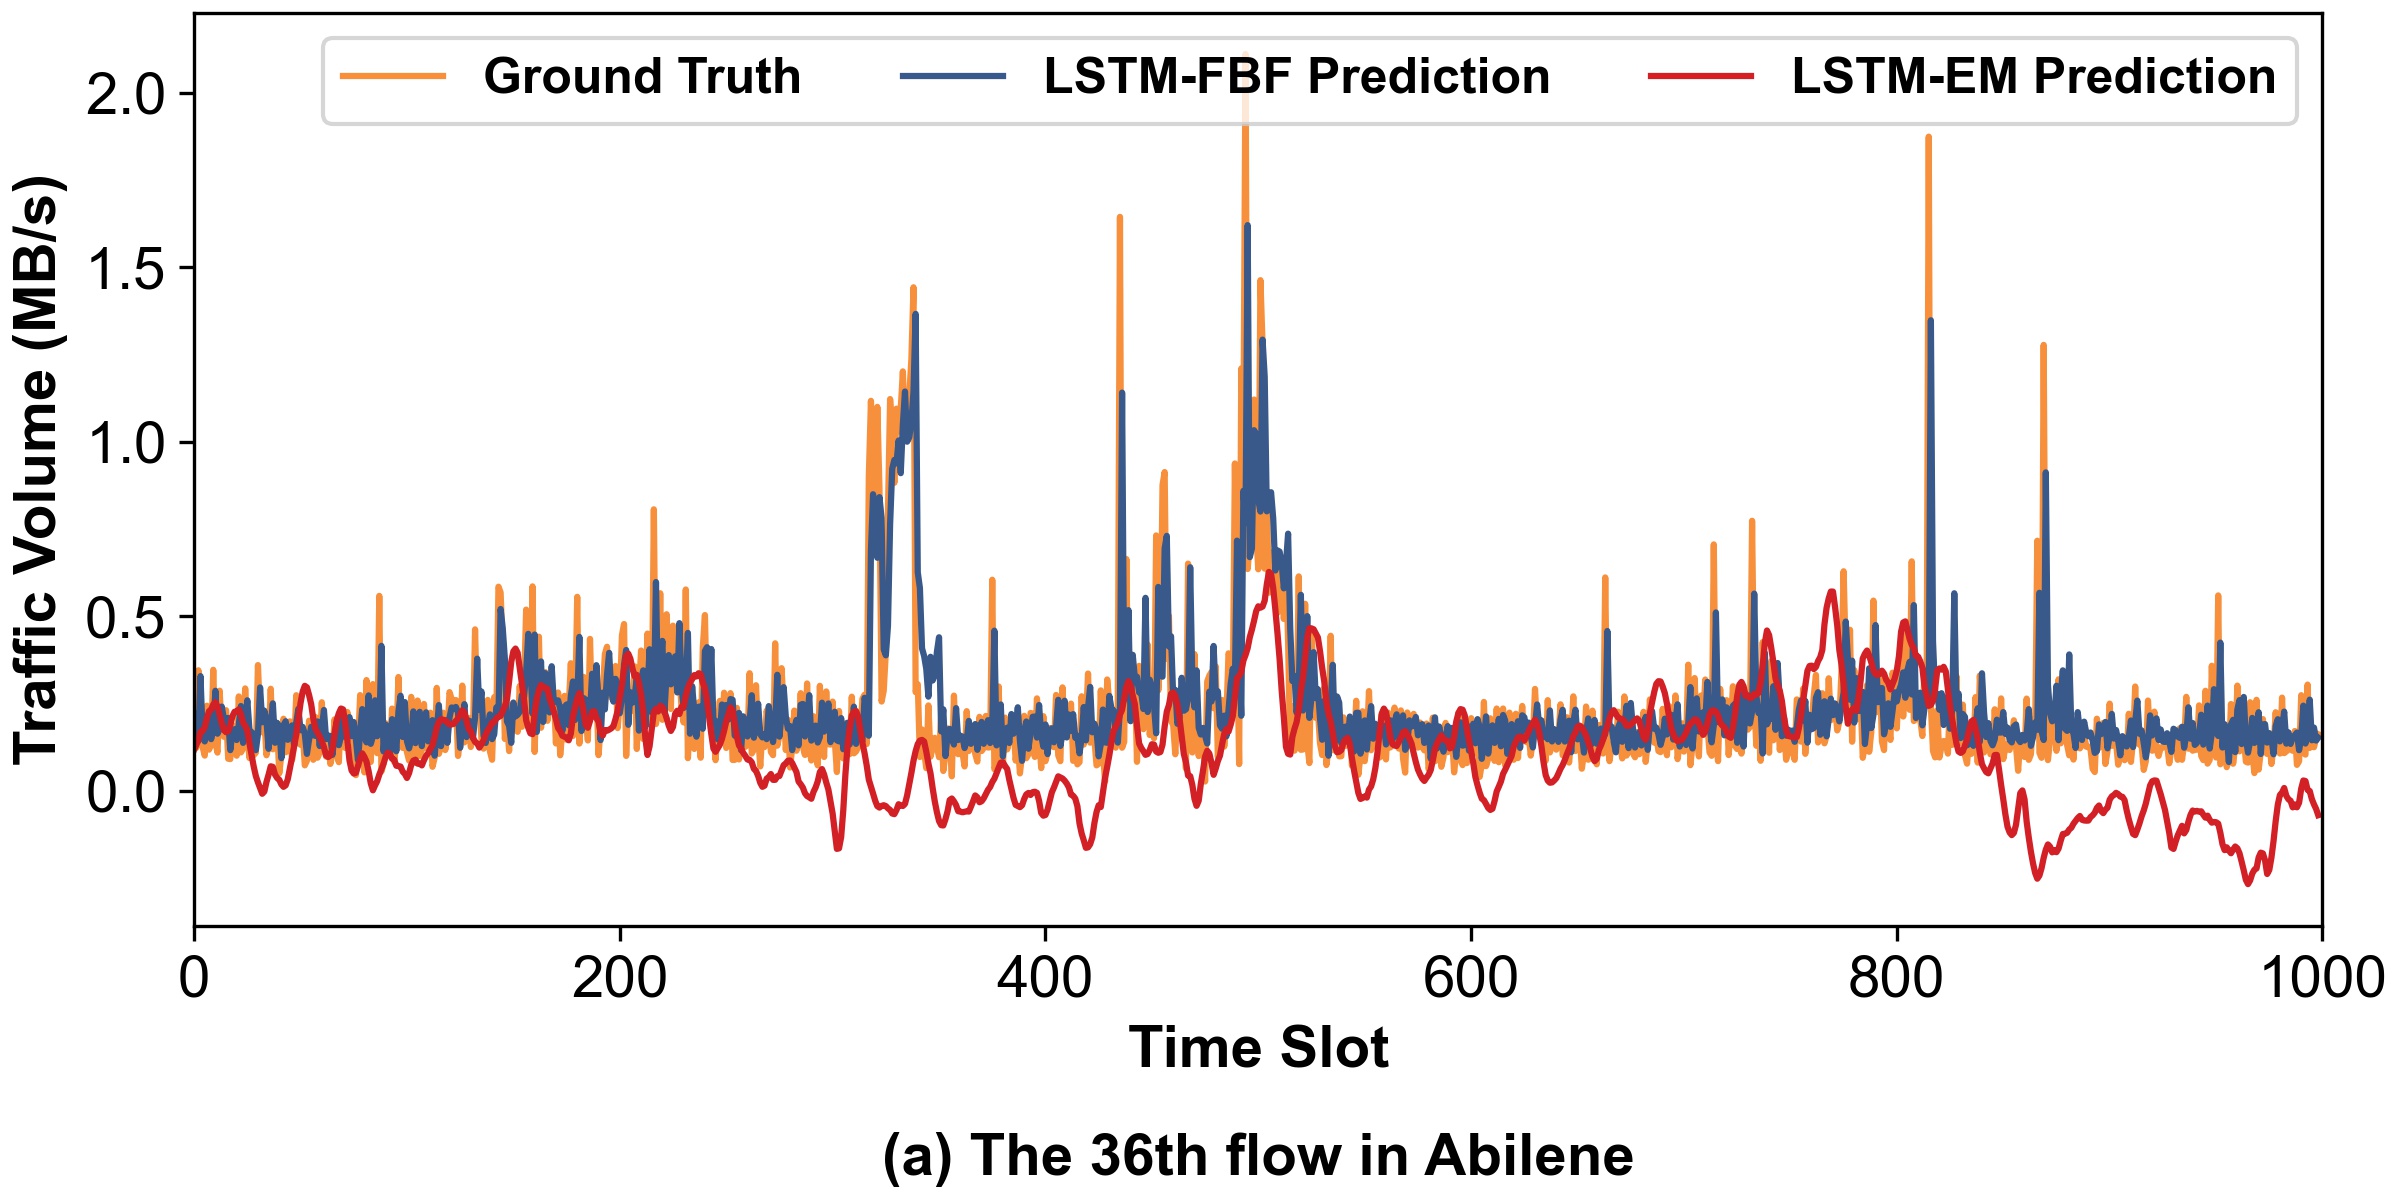 Ground Truth LSTM-FBF Prediction LSTM-EM Prediction
Traffic Volume (MB/s)
2.0
1.5
1.0
0.5
0.0
0 200 400 600 800 1000
Time Slot
(a) The 36th flow in Abilene